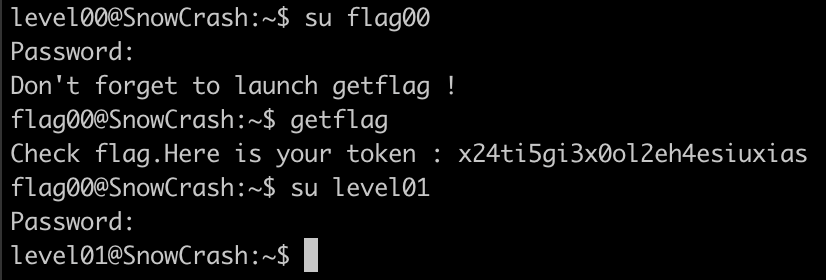 level00@SnowCrash:~$ su flag00
Password:
Don't forget to launch getflag !
flag00@SnowCrash:~$ getflag
Check flag.Here is your token : x24ti5gi3x0ol2eh4esiuxias
flag00@SnowCrash:~$ su level01
Password:
level01@SnowCrash:~$